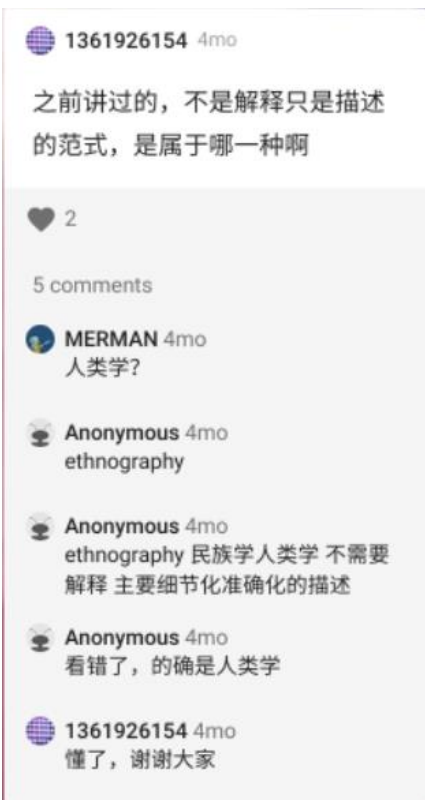 1361926154 4mo
之前讲过的，不是解释只是描述
的范式，是属于哪一种啊
2
5 comments
MERMAN 4mo
人类学？
Anonymous 4mo
ethnography
Anonymous 4mo
ethnography 民族学人类学 不需要
解释 主要细节化准确化的描述
Anonymous 4mo
看错了，的确是人类学
1361926154 4mo
懂了，谢谢大家